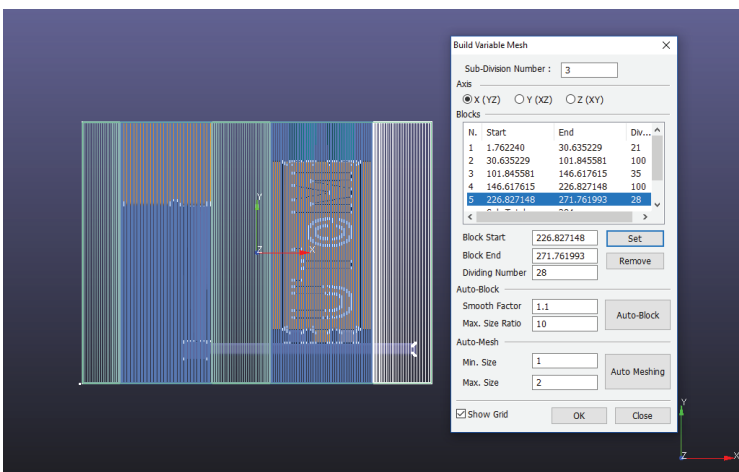 Build Variable Mesh
Sub-Division Number : 3
Axis
X (YZ) Y (XZ) Z (XY)
Blocks
N. Start End Div...
1 1.762240 30.635229 21
2 30.635229 101.845581 100
3 101.845581 146.617615 35
4 146.617615 226.827148 100
5 226.827148 271.761993 28
Block Start 226.827148 Set
Block End 271.761993 Remove
Dividing Number 28
Auto-Block
Smooth Factor 1.1
Max. Size Ratio 10 Auto-Block
Auto-Mesh
Min. Size 1
Max. Size 2 Auto Meshing
Show Grid OK Close
Y
Z X
Y
Z X